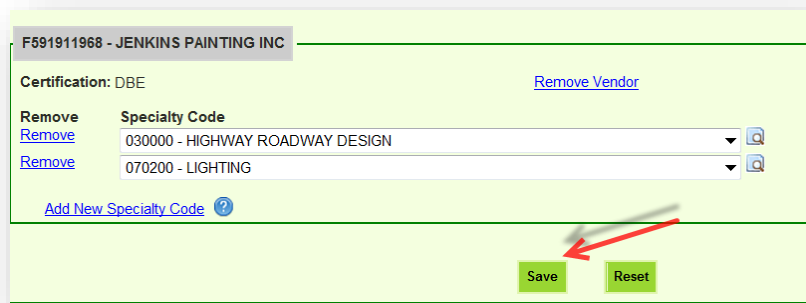 F591911968 - JENKINS PAINTING INC
Certification: DBE Remove Vendor
Remove Specialty Code
Remove 030000 - HIGHWAY ROADWAY DESIGN
Remove 070200 - LIGHTING
Add New Specialty Code ?
Save Reset